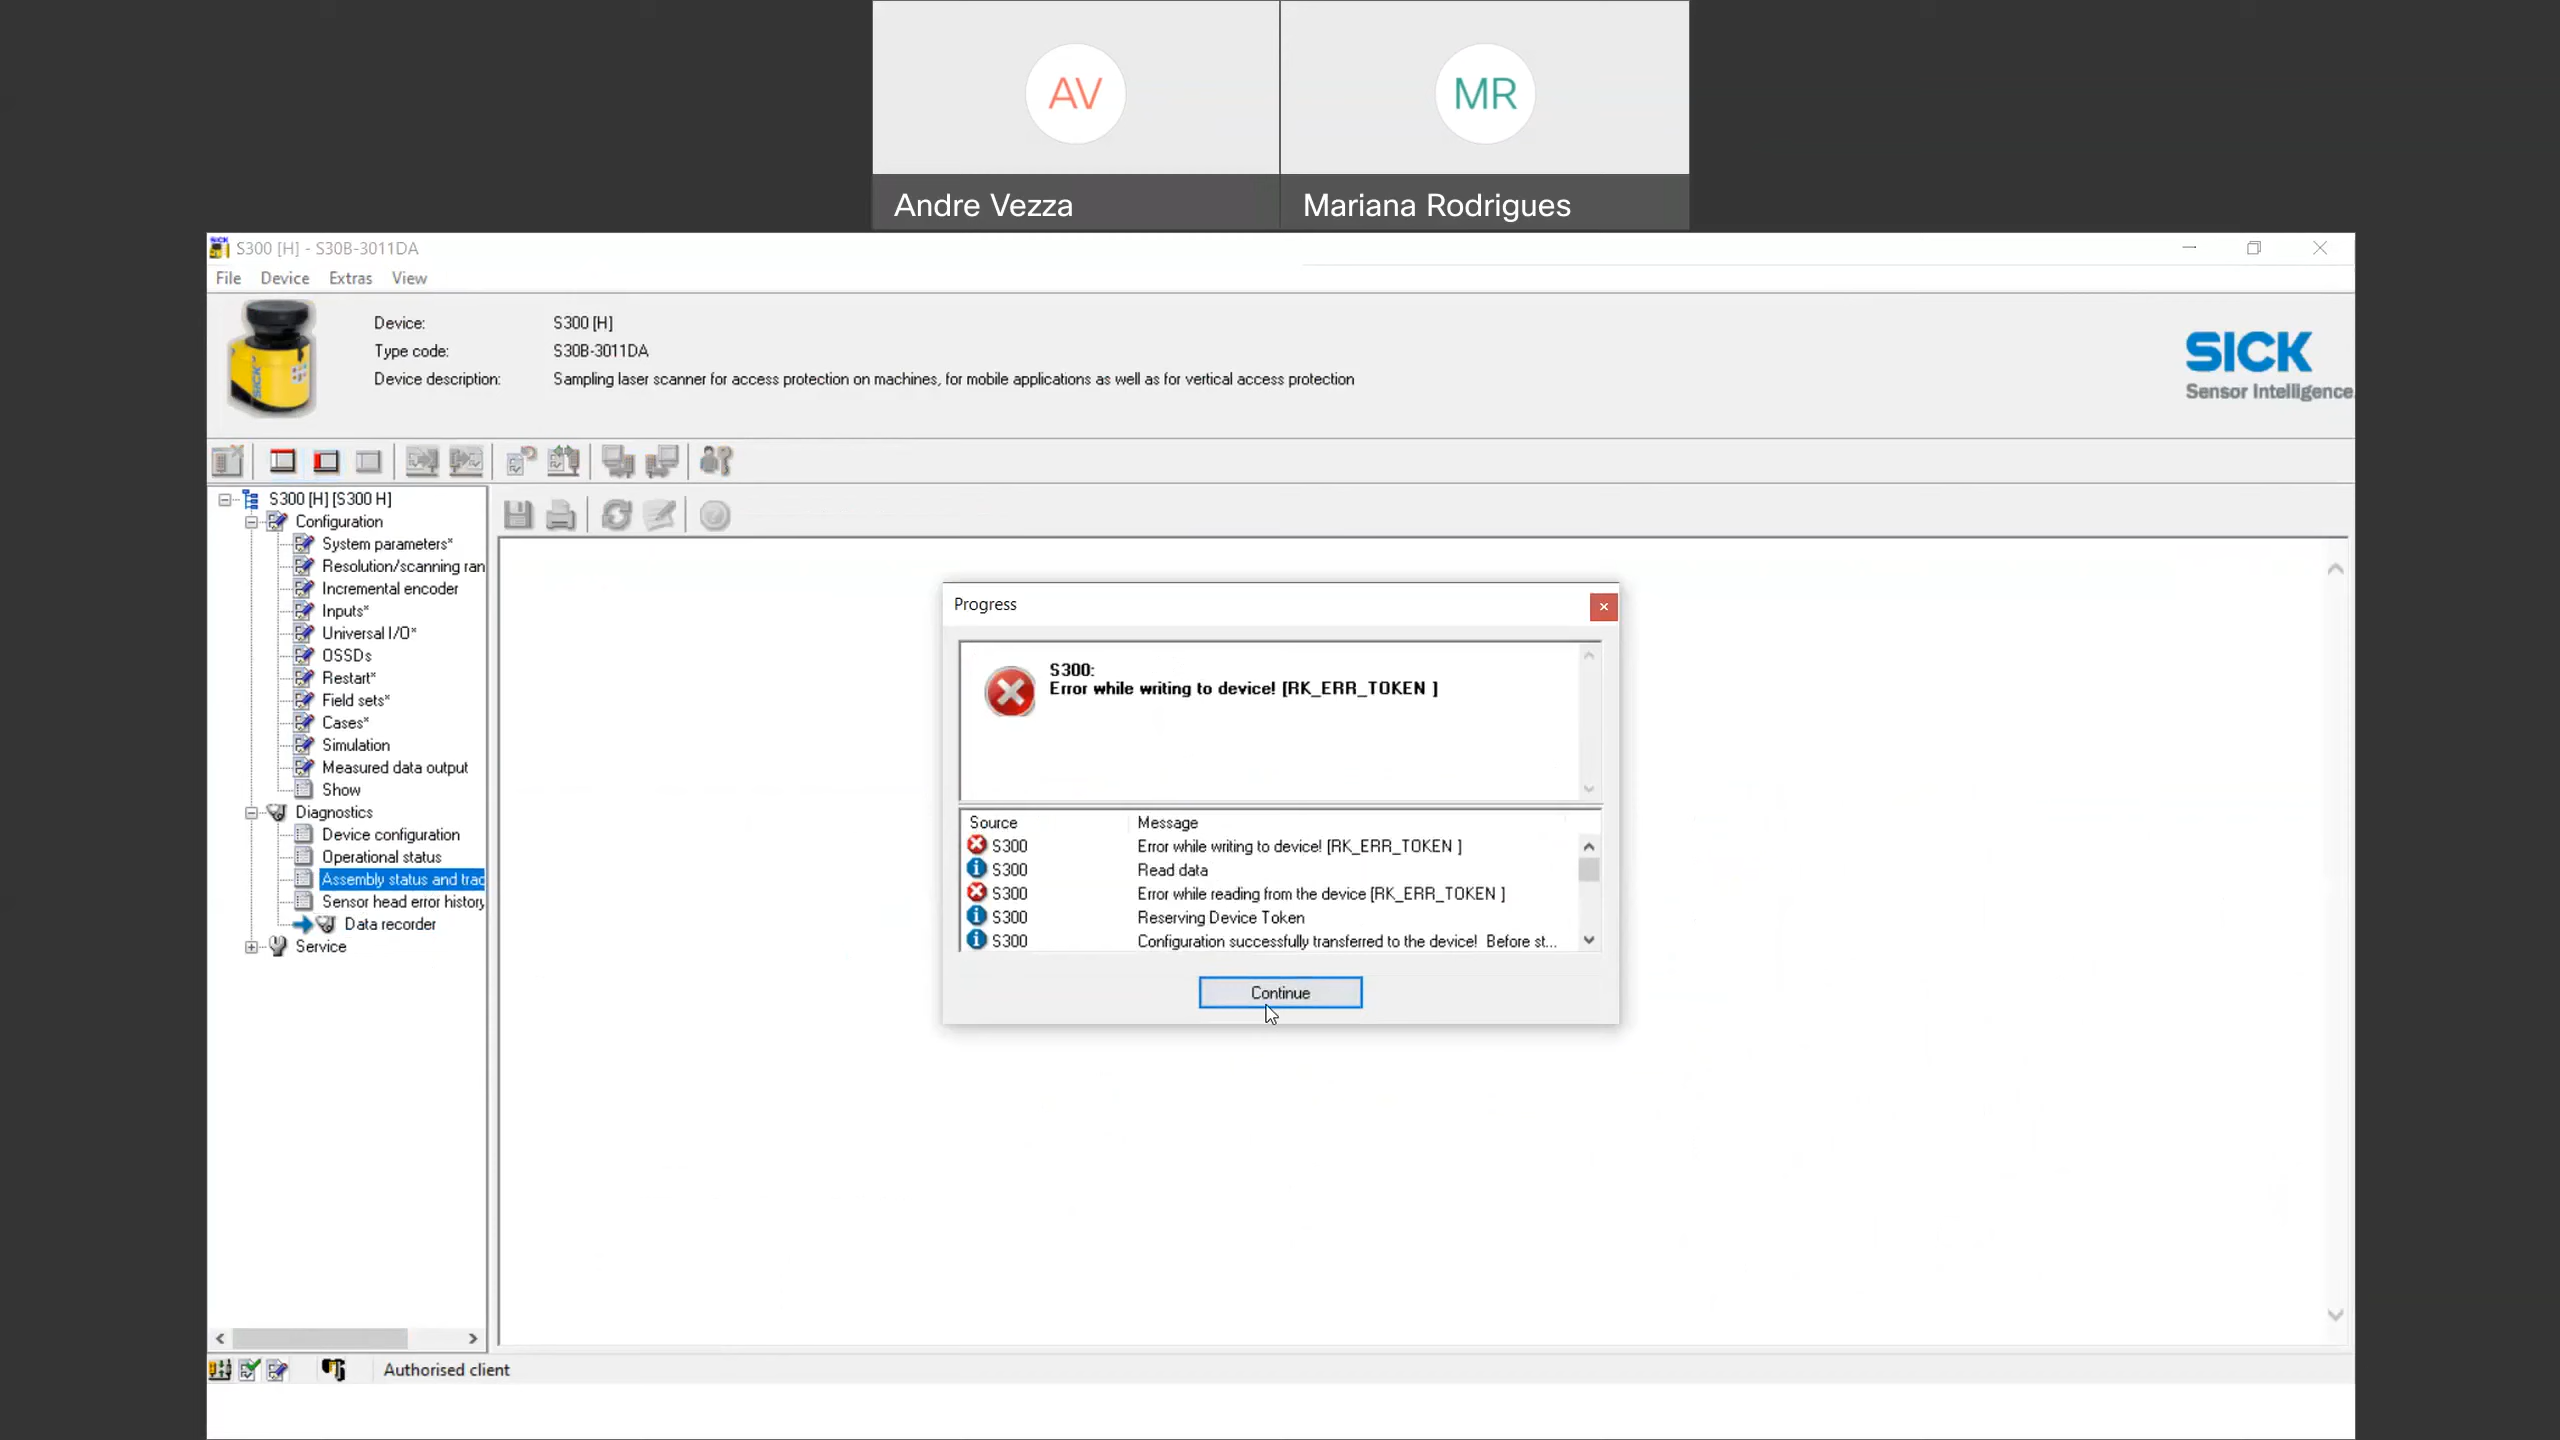 AV
MR
Andre Vezza
Mariana Rodrigues
S300 [H] - S30B-3011DA
File Device Extras View
Device: S300 [H]
Type code: S30B-3011DA
Device description: Sampling laser scanner for access protection on machines, for mobile applications as well as for vertical access protection
SICK
Sensor Intelligence.
S300 [H] [S300 H]
Configuration
System parameters*
Resolution/scanning ran
Incremental encoder
Inputs*
Universal I/O*
OSSDs
Restart*
Field sets*
Cases*
Simulation
Measured data output
Show
Diagnostics
Device configuration
Operational status
Assembly status and trac
Sensor head error history
Data recorder
Service
Progress
S300:
Error while writing to device! [RK_ERR_TOKEN ]
Source Message
S300 Error while writing to device! [RK_ERR_TOKEN ]
S300 Read data
S300 Error while reading from the device [RK_ERR_TOKEN ]
S300 Reserving Device Token
S300 Configuration successfully transferred to the device! Before st...
Continue
Authorised client